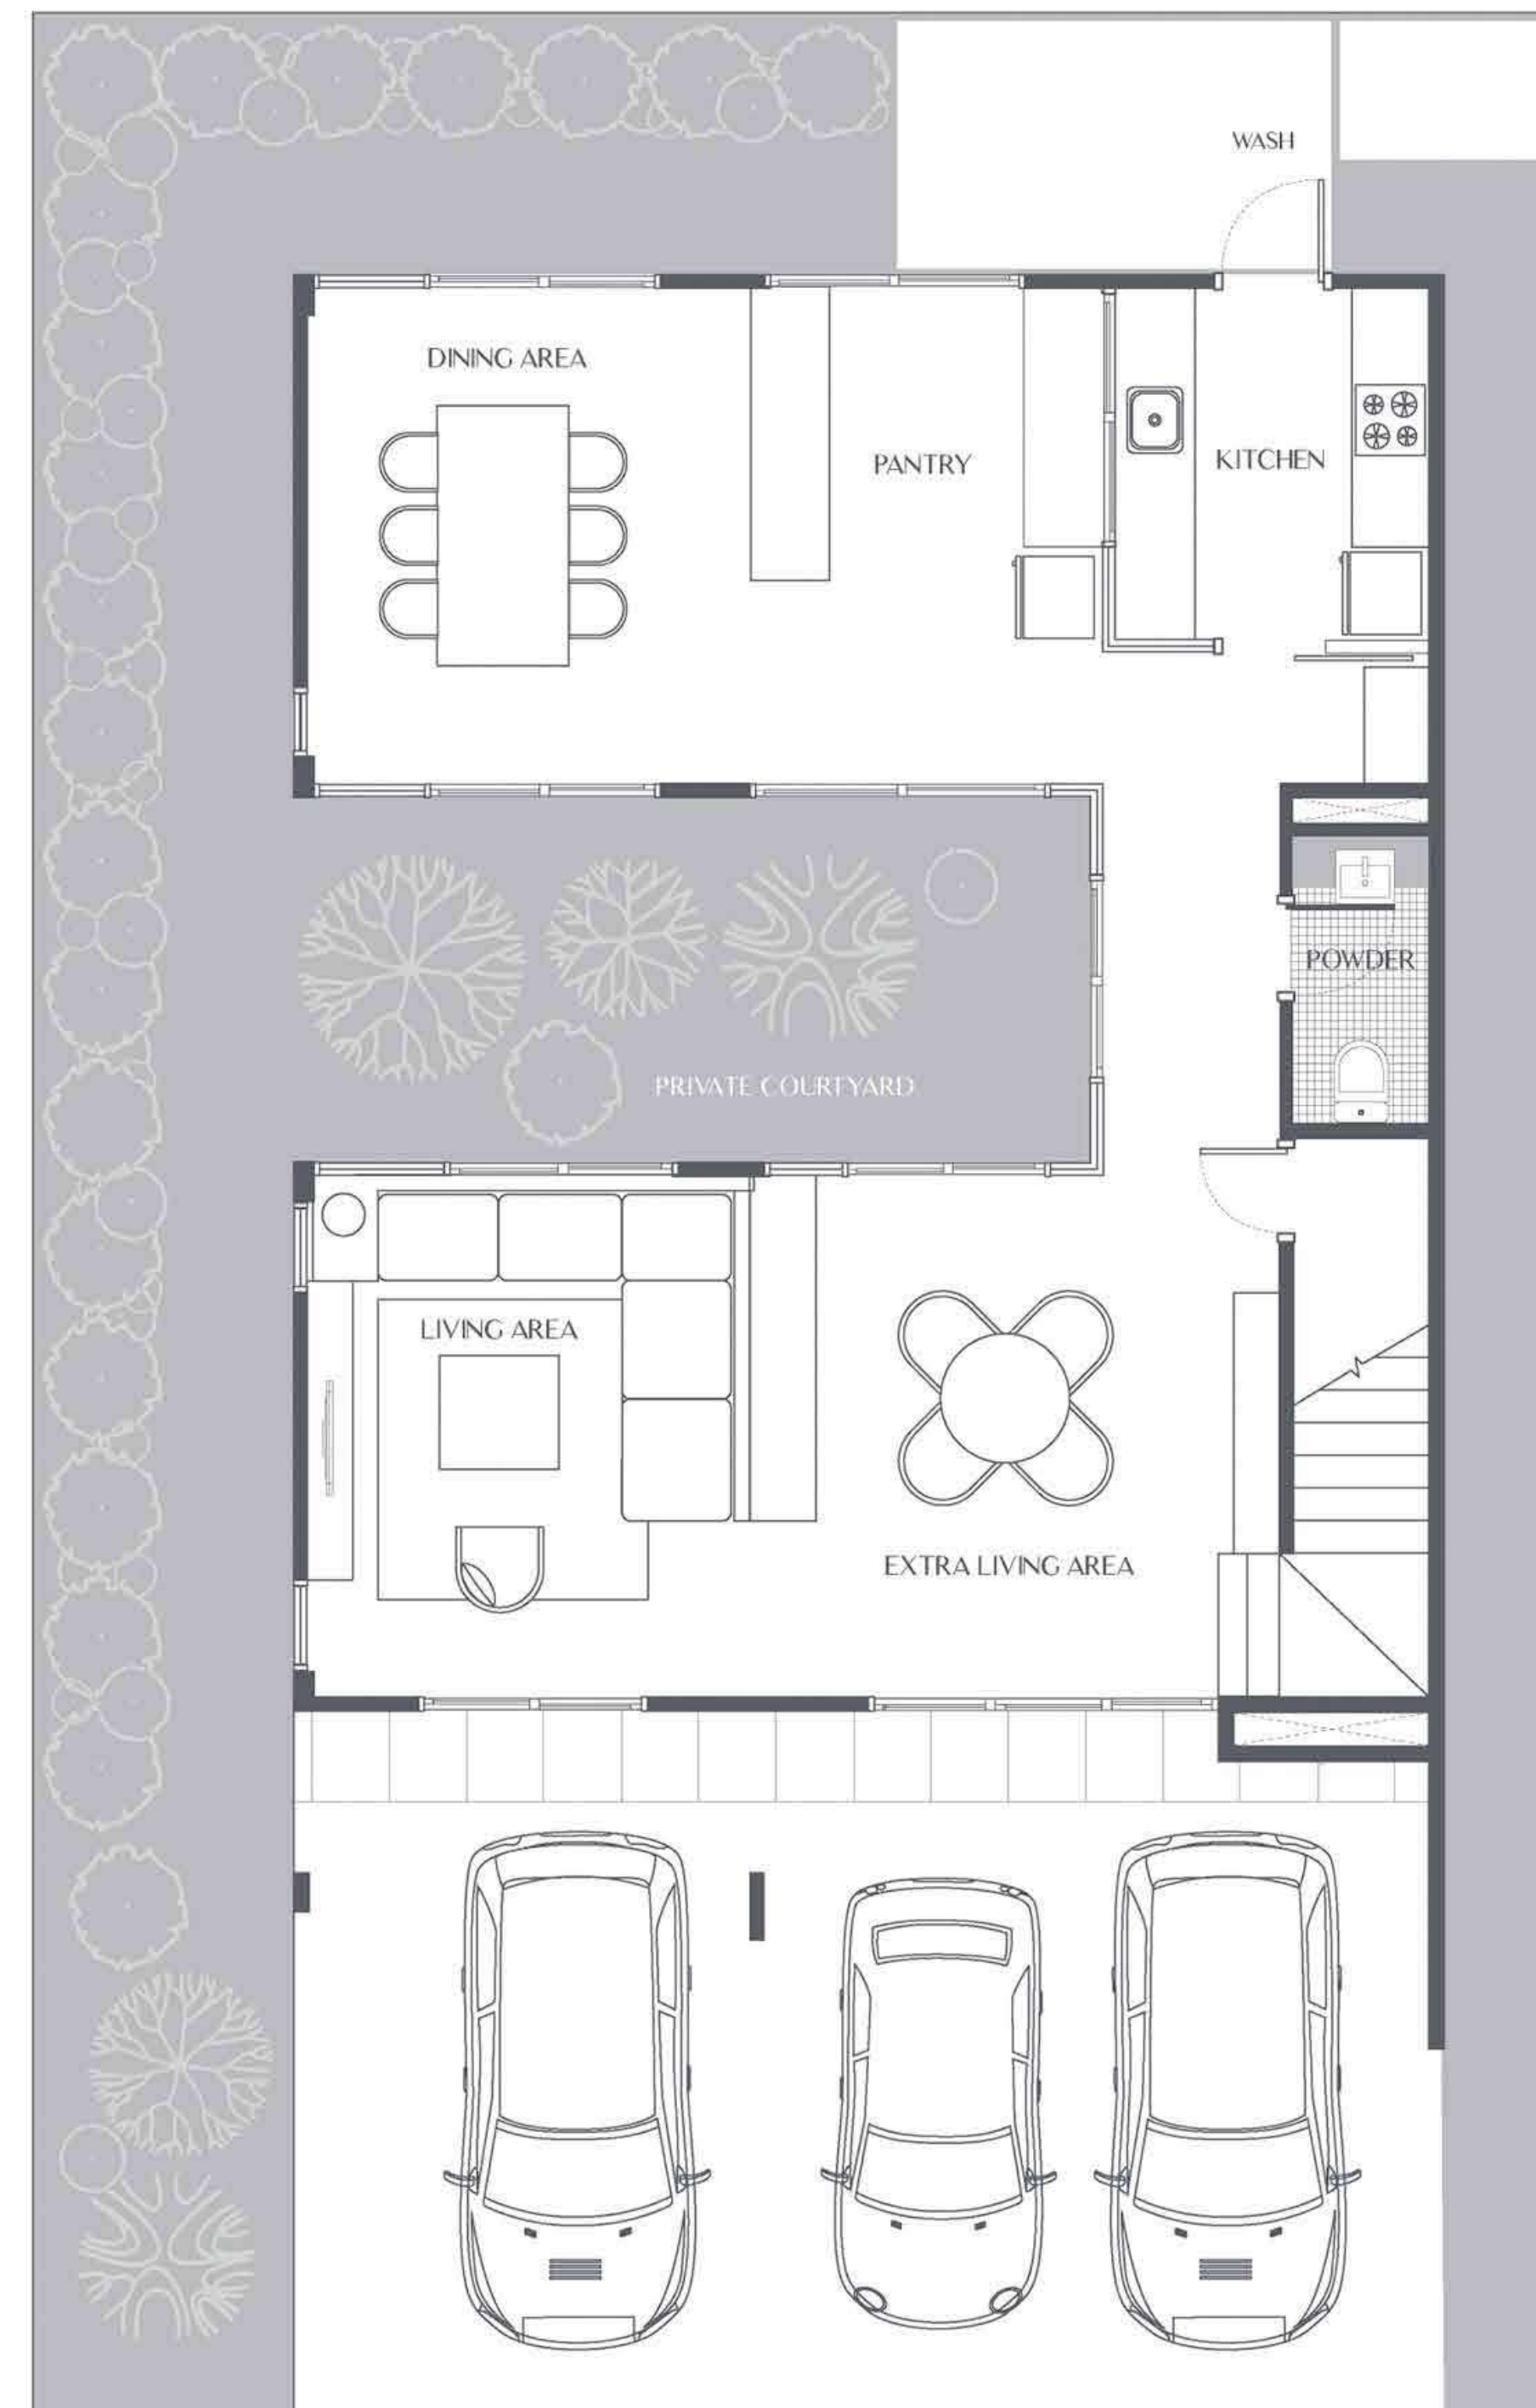 WASH
DINING AREA
PANTRY
KITCHEN
POWDER
PRIVATE COURTYARD
LIVING AREA
EXTRA LIVING AREA